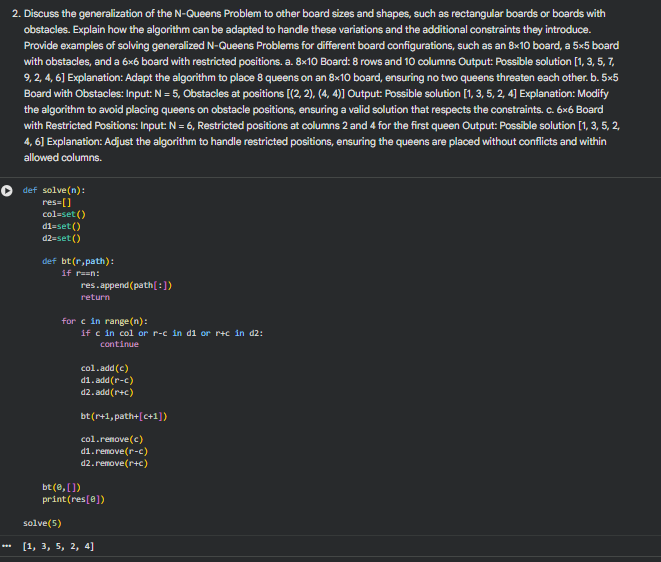 2. Discuss the generalization of the N-Queens Problem to other board sizes and shapes, such as rectangular boards or boards with
obstacles. Explain how the algorithm can be adapted to handle these variations and the additional constraints they introduce.
Provide examples of solving generalized N-Queens Problems for different board configurations, such as an 8×10 board, a 5×5 board
with obstacles, and a 6×6 board with restricted positions. a. 8×10 Board: 8 rows and 10 columns Output: Possible solution [1, 3, 5, 7,
9, 2, 4, 6] Explanation: Adapt the algorithm to place 8 queens on an 8×10 board, ensuring no two queens threaten each other. b. 5×5
Board with Obstacles: Input: N = 5, Obstacles at positions [(2, 2), (4, 4)] Output: Possible solution [1, 3, 5, 2, 4] Explanation: Modify
the algorithm to avoid placing queens on obstacle positions, ensuring a valid solution that respects the constraints. c. 6×6 Board
with Restricted Positions: Input: N = 6, Restricted positions at columns 2 and 4 for the first queen Output: Possible solution [1, 3, 5, 2,
4, 6] Explanation: Adjust the algorithm to handle restricted positions, ensuring the queens are placed without conflicts and within
allowed columns.
def solve(n):
    res=[]
    col=set()
    d1=set()
    d2=set()
    def bt(r,path):
        if r==n:
            res.append(path[:])
            return
        for c in range(n):
            if c in col or r-c in d1 or r+c in d2:
                continue
            col.add(c)
            d1.add(r-c)
            d2.add(r+c)
            bt(r+1,path+[c+1])
            col.remove(c)
            d1.remove(r-c)
            d2.remove(r+c)
    bt(0,[])
    print(res[0])
solve(5)
[1, 3, 5, 2, 4]